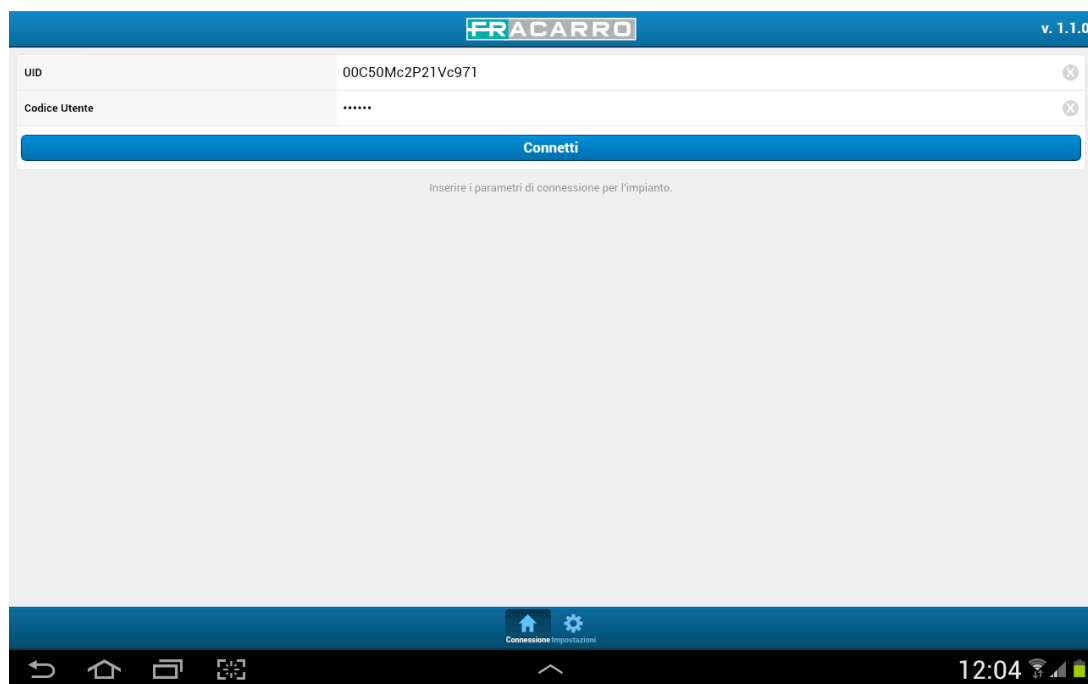 FRACARRO
v. 1.1.0
UID 00C50Mc2P21Vc971
Codice Utente ••••••
Connetti
Inserire i parametri di connessione per l'impianto.
Connessione Impostazioni
12:04